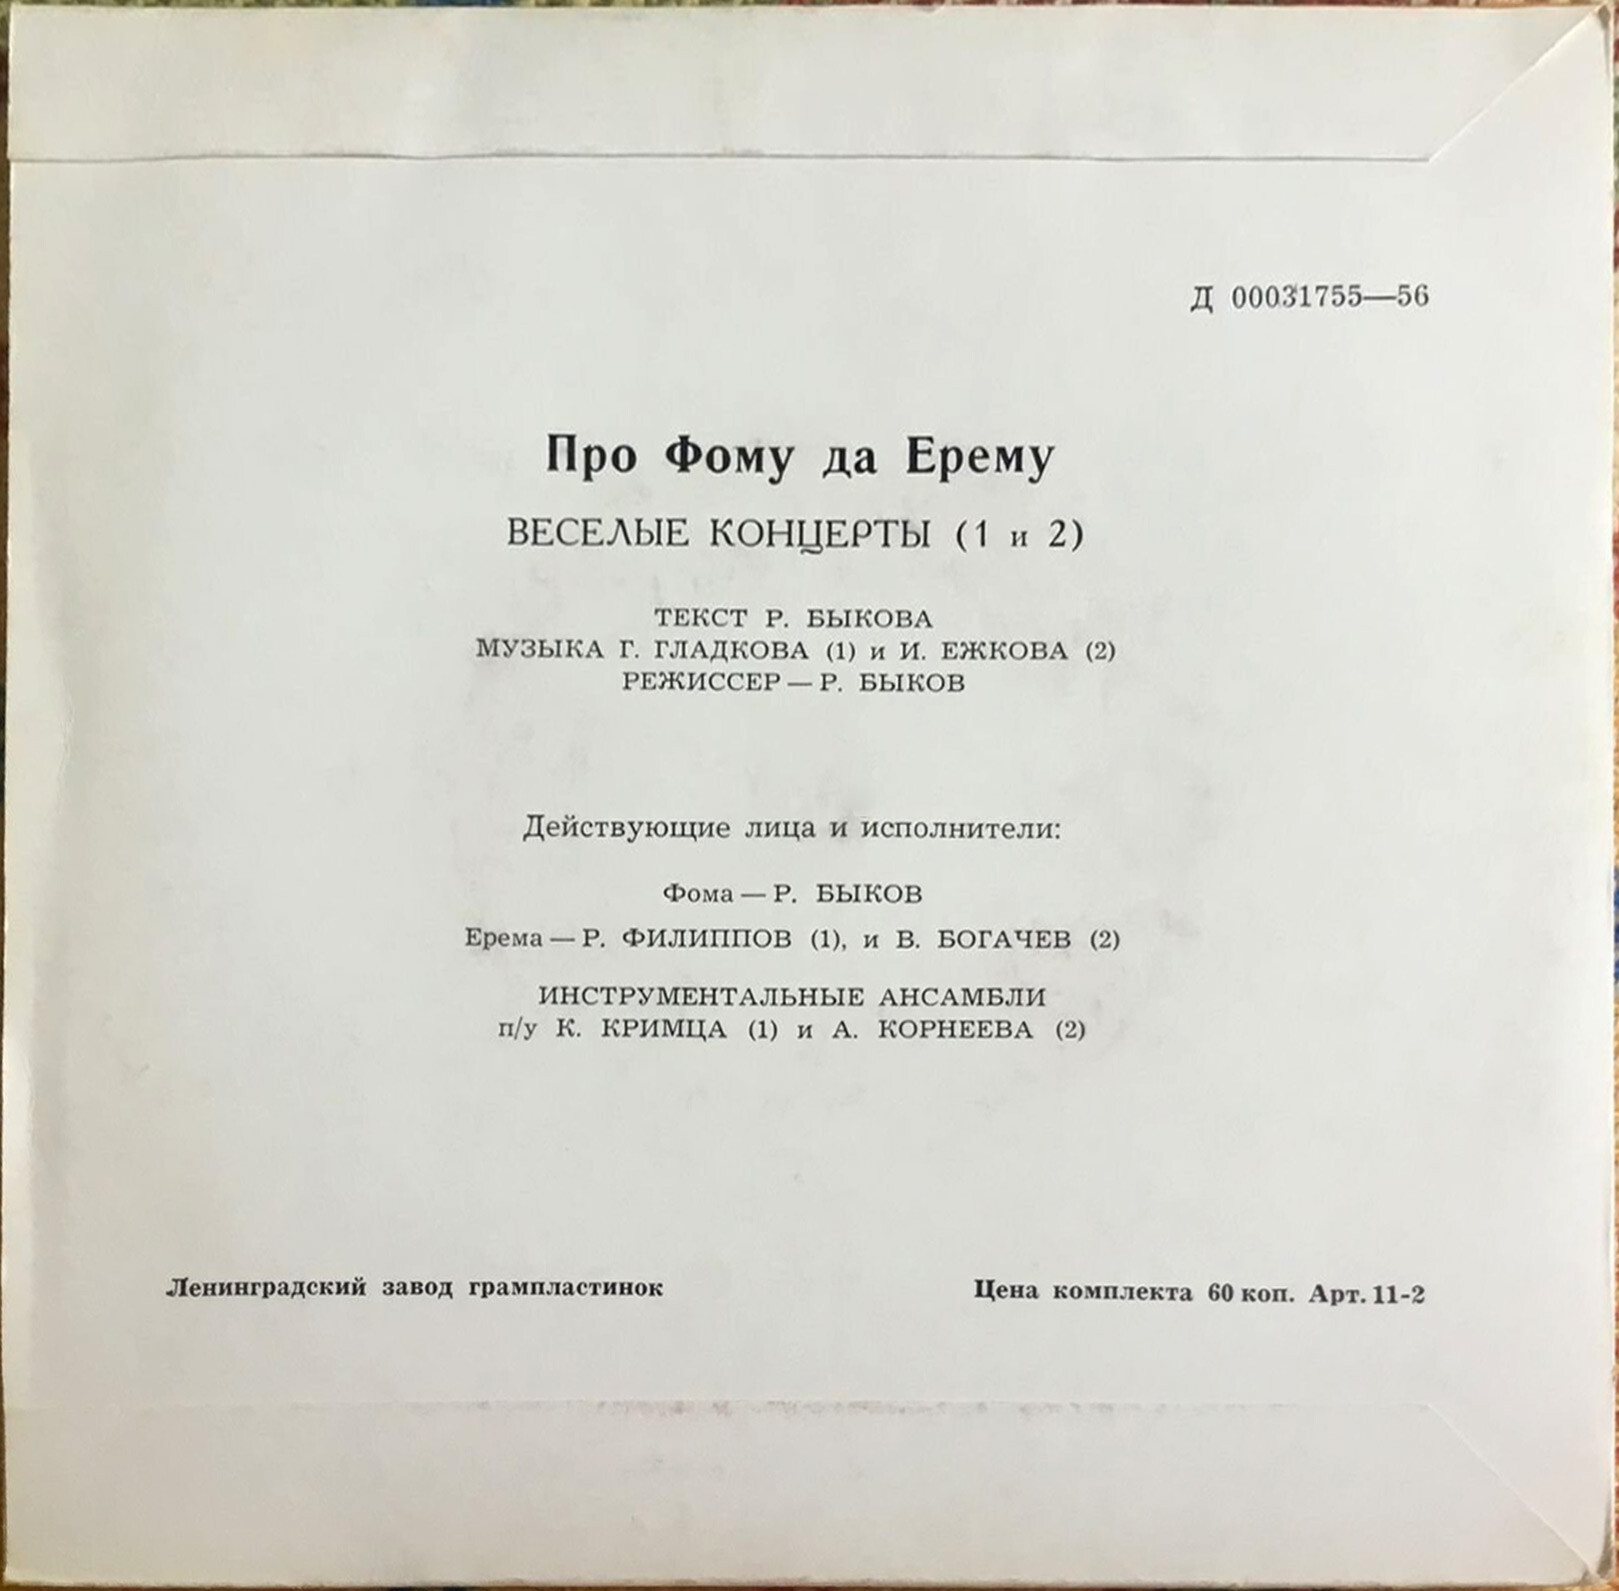 Д 00031755—56
Про Фому да Ерему
ВЕСЕЛЫЕ КОНЦЕРТЫ (1 и 2)
ТЕКСТ Р. БЫКОВА
МУЗЫКА Г. ГЛАДКОВА (1) и И. ЕЖКОВА (2)
РЕЖИССЕР — Р. БЫКОВ
Действующие лица и исполнители:
Фома — Р. БЫКОВ
Ерема — Р. ФИЛИППОВ (1), и В. БОГАЧЕВ (2)
ИНСТРУМЕНТАЛЬНЫЕ АНСАМБЛИ
п/у К. КРИМЦА (1) и А. КОРНЕЕВА (2)
Ленинградский завод грампластинок
Цена комплекта 60 коп. Арт. 11-2